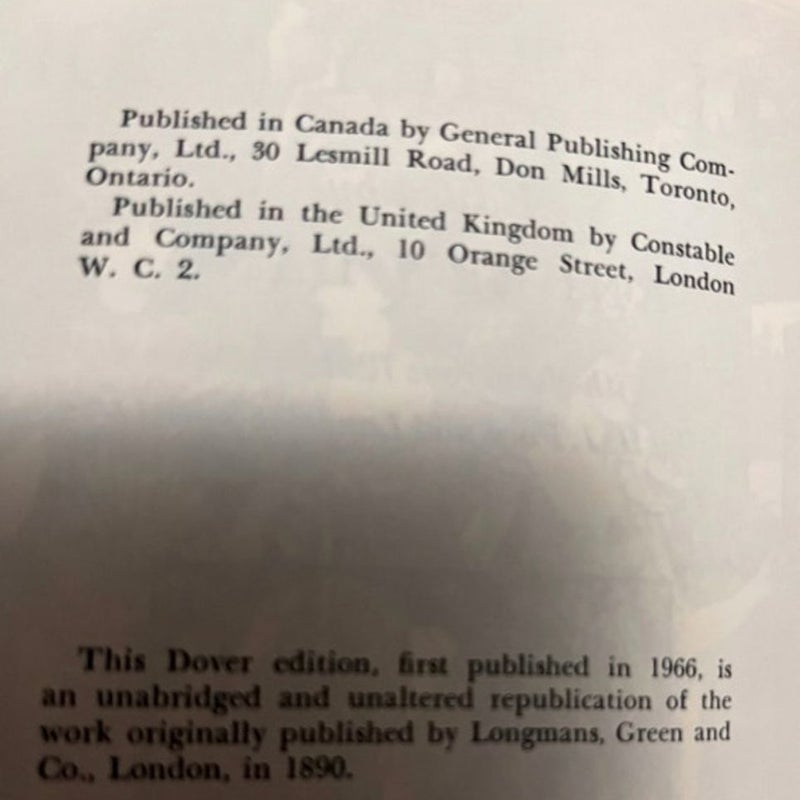 Published in Canada by General Publishing Com-
pany, Ltd., 30 Lesmill Road, Don Mills, Toronto,
Ontario.
Published in the United Kingdom by Constable
and Company, Ltd., 10 Orange Street, London
W. C. 2.
This Dover edition, first published in 1966, is
an unabridged and unaltered republication of the
work originally published by Longmans, Green and
Co., London, in 1890.